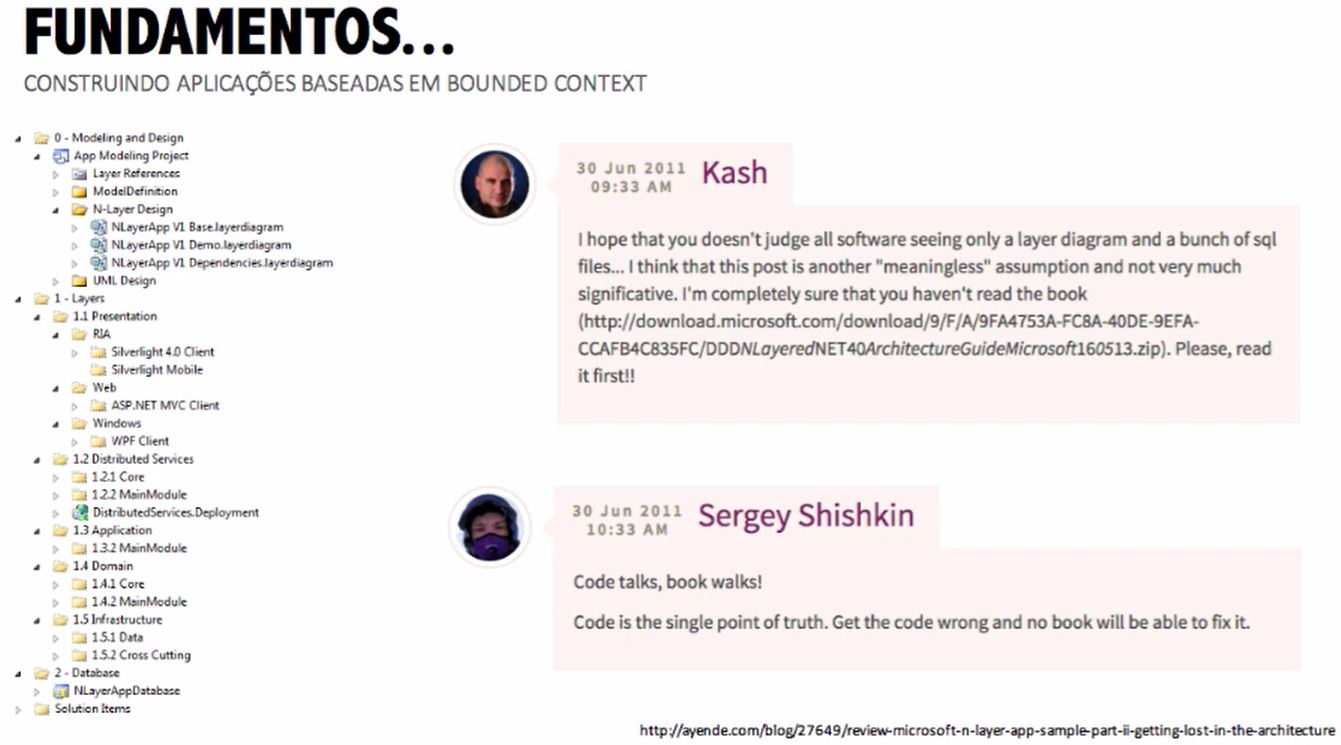 FUNDAMENTOS...
CONSTRUINDO APLICAÇÕES BASEADAS EM BOUNDED CONTEXT
0 - Modeling and Design
App Modeling Project
Layer References
ModelDefinition
N-Layer Design
NLayerApp V1 Base.layerdiagram
NLayerApp V1 Demo.layerdiagram
NLayerApp V1 Dependencies.layerdiagram
UML Design
1 - Layers
1.1 Presentation
RIA
Silverlight 4.0 Client
Silverlight Mobile
Web
ASP.NET MVC Client
Windows
WPF Client
1.2 Distributed Services
1.2.1 Core
1.2.2 MainModule
DistributedServices.Deployment
1.3 Application
1.3.2 MainModule
1.4 Domain
1.4.1 Core
1.4.2 MainModule
1.5 Infrastructure
1.5.1 Data
1.5.2 Cross Cutting
2 - Database
NLayerAppDatabase
Solution Items
30 Jun 2011
09:33 AM
Kash
I hope that you doesn't judge all software seeing only a layer diagram and a bunch of sql
files... I think that this post is another "meaningless" assumption and not very much
significative. I'm completely sure that you haven't read the book
(http://download.microsoft.com/download/9/F/A/9FA4753A-FC8A-40DE-9EFA-
CCAFB4C835FC/DDDNLayeredNET40ArchitectureGuideMicrosoft160513.zip). Please, read
it first!!
30 Jun 2011
10:33 AM
Sergey Shishkin
Code talks, book walks!
Code is the single point of truth. Get the code wrong and no book will be able to fix it.
http://ayende.com/blog/27649/review-microsoft-n-layer-app-sample-part-ii-getting-lost-in-the-architecture